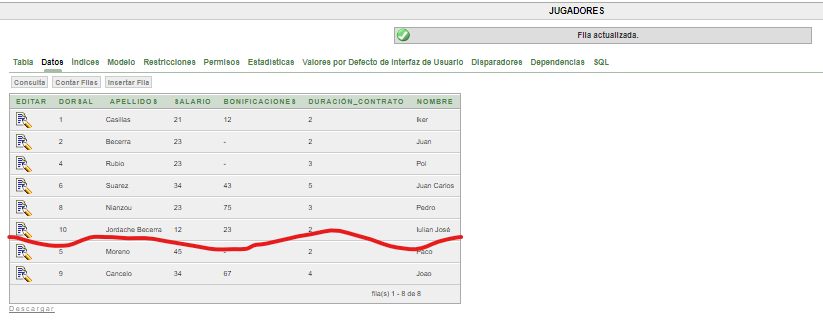 JUGADORES
Fila actualizada.
Tabla Datos Índices Modelo Restricciones Permisos Estadísticas Valores por Defecto de Interfaz de Usuario Disparadores Dependencias SQL
Consulta Contar Filas Insertar Fila
EDITAR DORSAL APELLIDOS SALARIO BONIFICACIONES DURACIÓN_CONTRATO NOMBRE
1 Casillas 21 12 2 Iker
2 Becerra 23 - 2 Juan
4 Rubio 23 - 3 Pol
6 Suarez 34 43 5 Juan Carlos
8 Nianzou 23 75 3 Pedro
10 Jordache Becerra 12 23 2 Iulian José
5 Moreno 45 - 2 Paco
9 Cancelo 34 67 4 Joao
fila(s) 1 - 8 de 8
Descargar